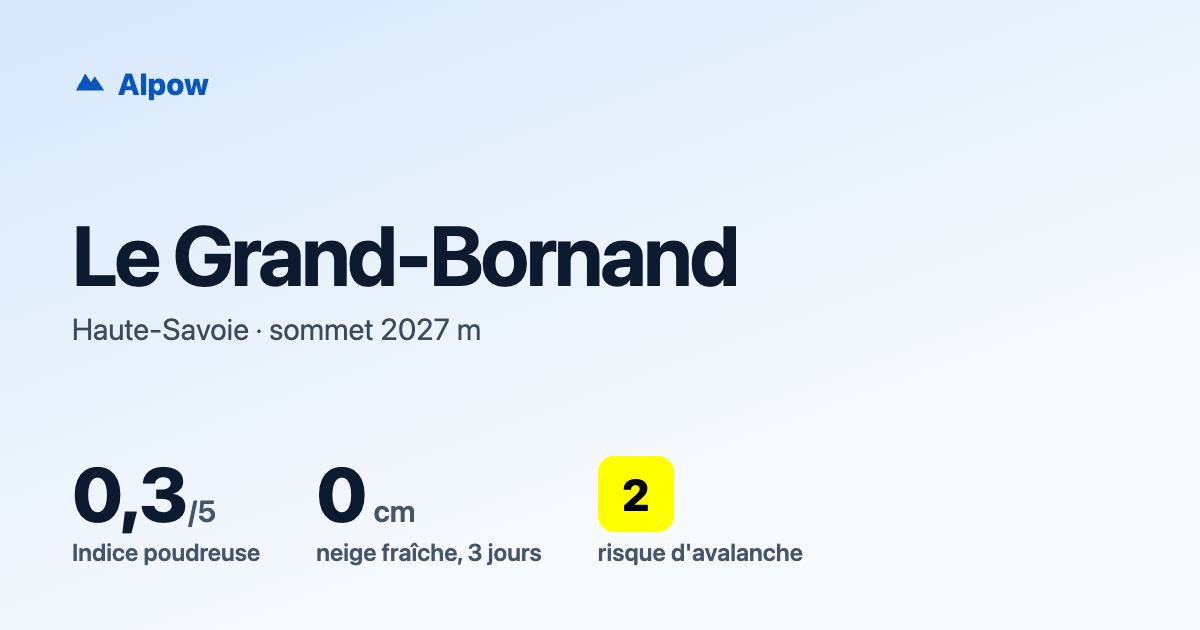 Alpow
Le Grand-Bornand
Haute-Savoie · sommet 2027 m
0,3/5
Indice poudreuse
0 cm
neige fraîche, 3 jours
2
risque d'avalanche